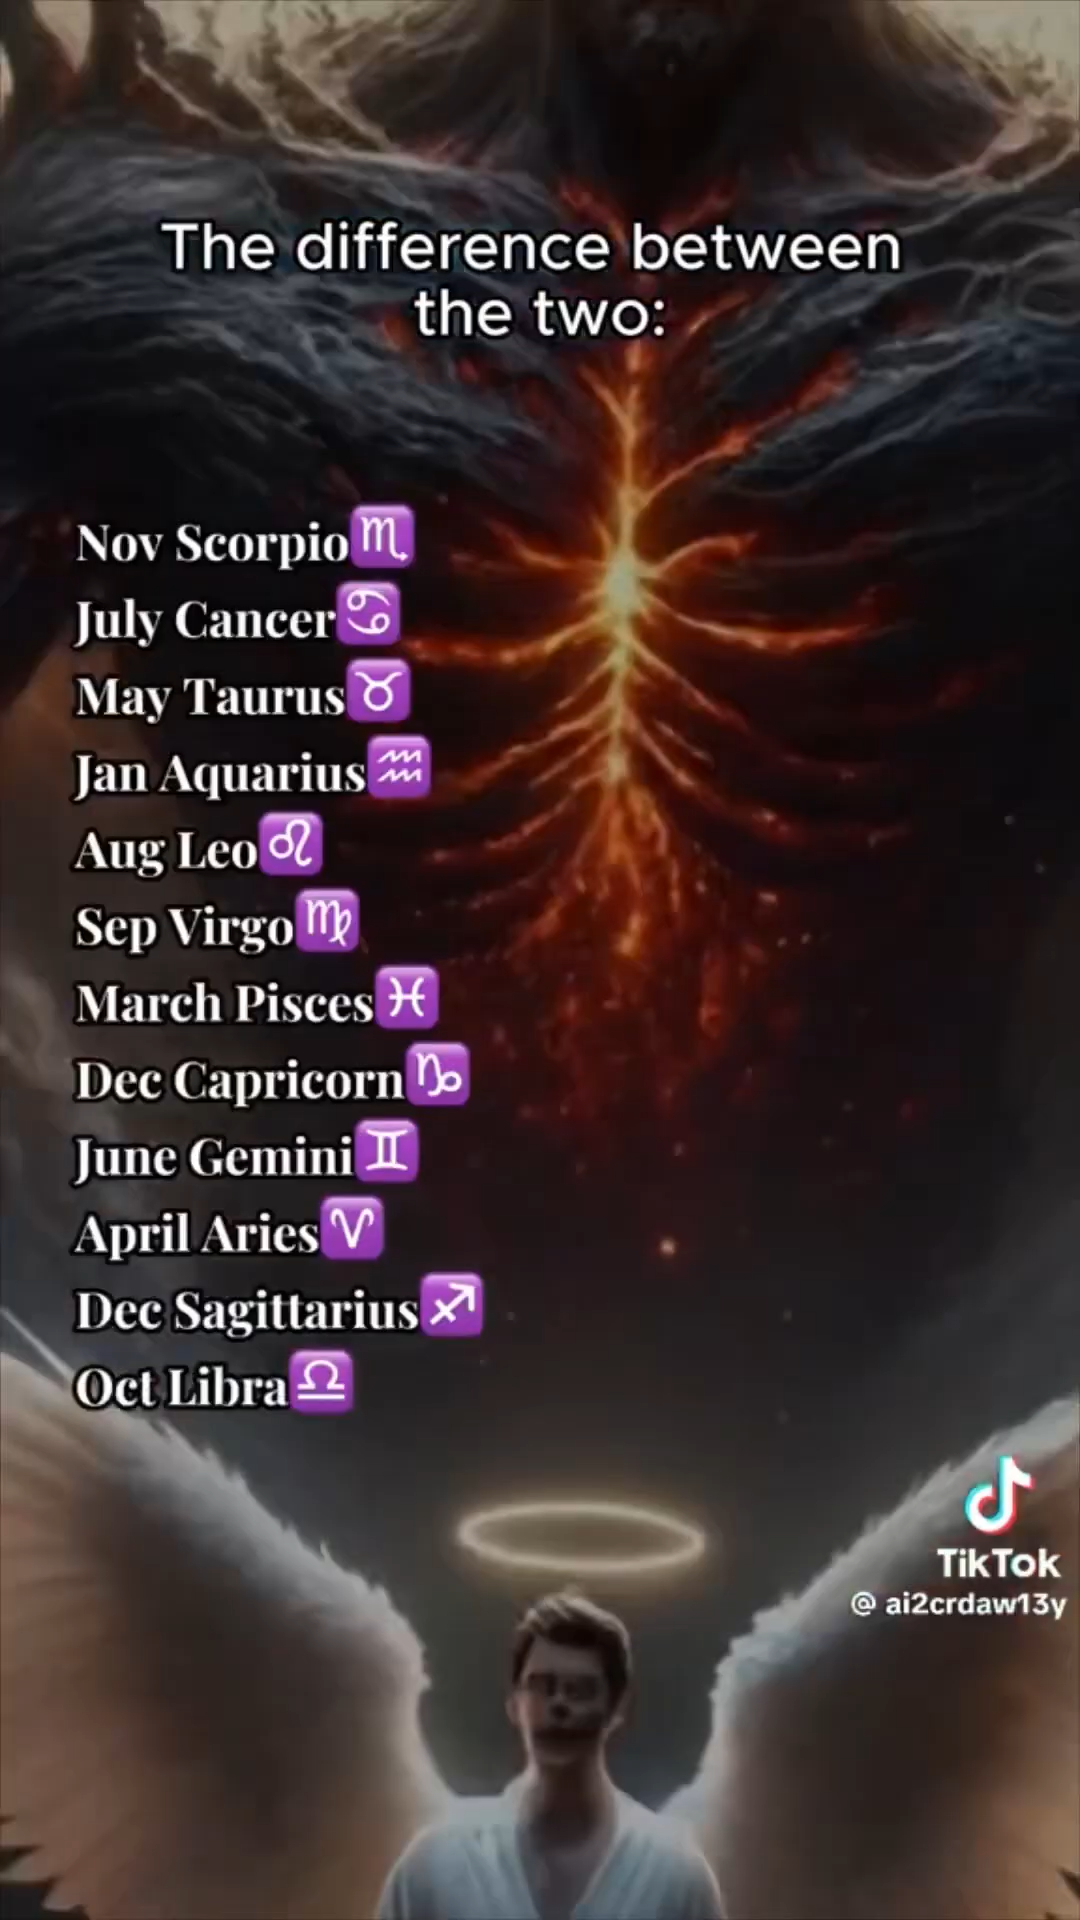 The difference between
the two:
Nov Scorpio♏
July Cancer♋
May Taurus♉
Jan Aquarius♒
Aug Leo♌
Sep Virgo♍
March Pisces♓
Dec Capricorn♑
June Gemini♊
April Aries♈
Dec Sagittarius♐
Oct Libra♎
TikTok
@ ai2crdaw13y